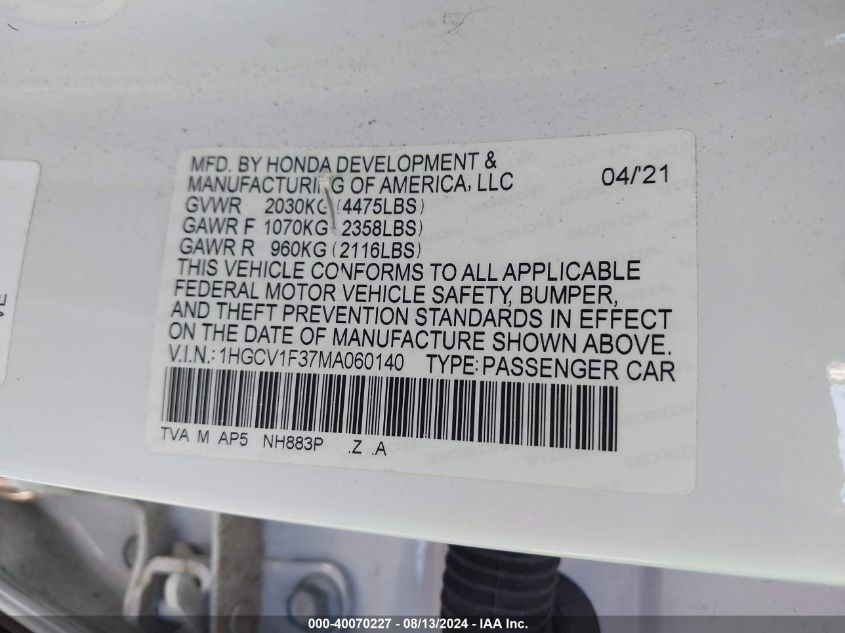 MFD. BY HONDA DEVELOPMENT &
MANUFACTURING OF AMERICA, LLC 04/'21
GVWR 2030KG (4475LBS)
GAWR F 1070KG (2358LBS)
GAWR R 960KG (2116LBS)
THIS VEHICLE CONFORMS TO ALL APPLICABLE
FEDERAL MOTOR VEHICLE SAFETY, BUMPER,
AND THEFT PREVENTION STANDARDS IN EFFECT
ON THE DATE OF MANUFACTURE SHOWN ABOVE.
V.I.N.: 1HGCV1F37MA060140 TYPE: PASSENGER CAR
TVA M AP5 NH883P .Z .A
000-40070227 - 08/13/2024 - IAA Inc.